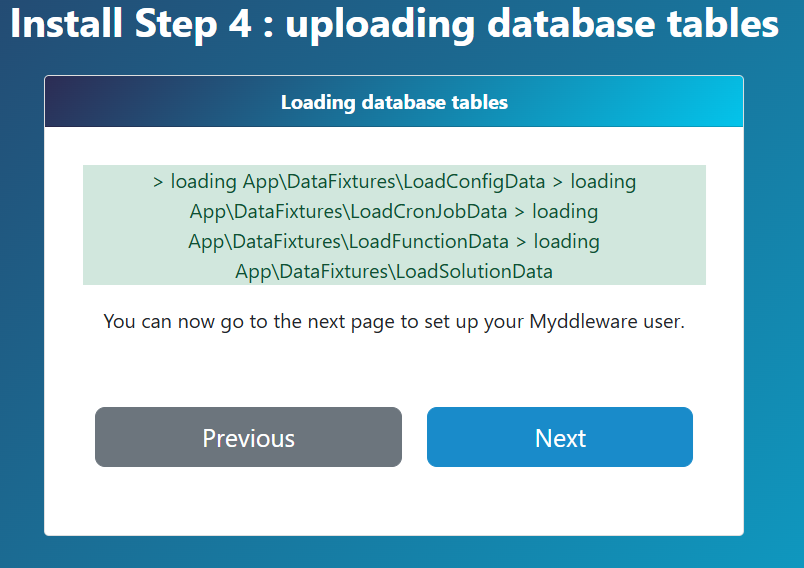 Install Step 4 : uploading database tables
Loading database tables
> loading App\DataFixtures\LoadConfigData > loading
App\DataFixtures\LoadCronJobData > loading
App\DataFixtures\LoadFunctionData > loading
App\DataFixtures\LoadSolutionData
You can now go to the next page to set up your Myddleware user.
Previous
Next